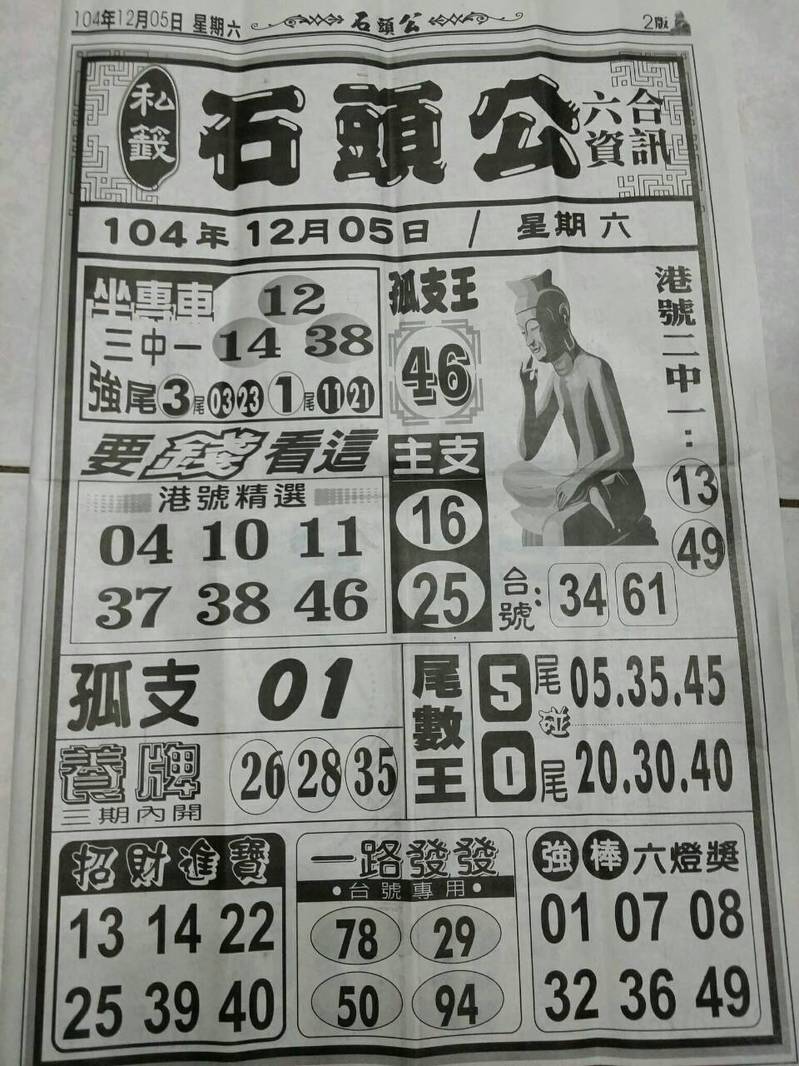 104年12月05日 星期六
石頭公
2版
私籤
石頭公
六合資訊
104年12月05日 / 星期六
坐專車
三中一
12
14 38
強尾 3尾 03 23 1尾 11 21
孤支王
46
港號二中一:
13
49
要錢看這
港號精選
04 10 11
37 38 46
主支
16
25
台號: 34 61
孤支 01
養牌
三期內開
26 28 35
尾數王
5尾 05.35.45
0尾 20.30.40
招財進寶
13 14 22
25 39 40
一路發發
•台號專用•
78 29
50 94
強棒六燈獎
01 07 08
32 36 49